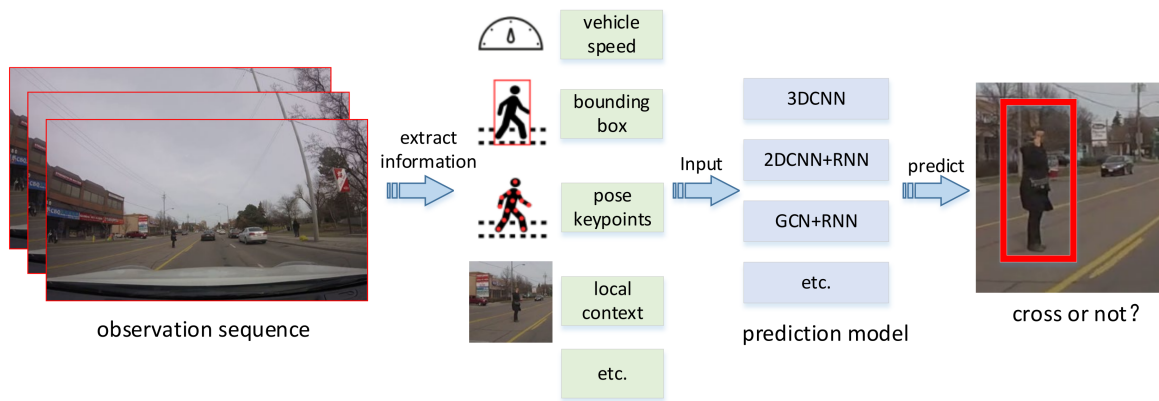 vehicle
speed
bounding
box
pose
keypoints
local
context
etc.
extract
information
Input
3DCNN
2DCNN+RNN
GCN+RNN
etc.
predict
observation sequence
prediction model
cross or not?